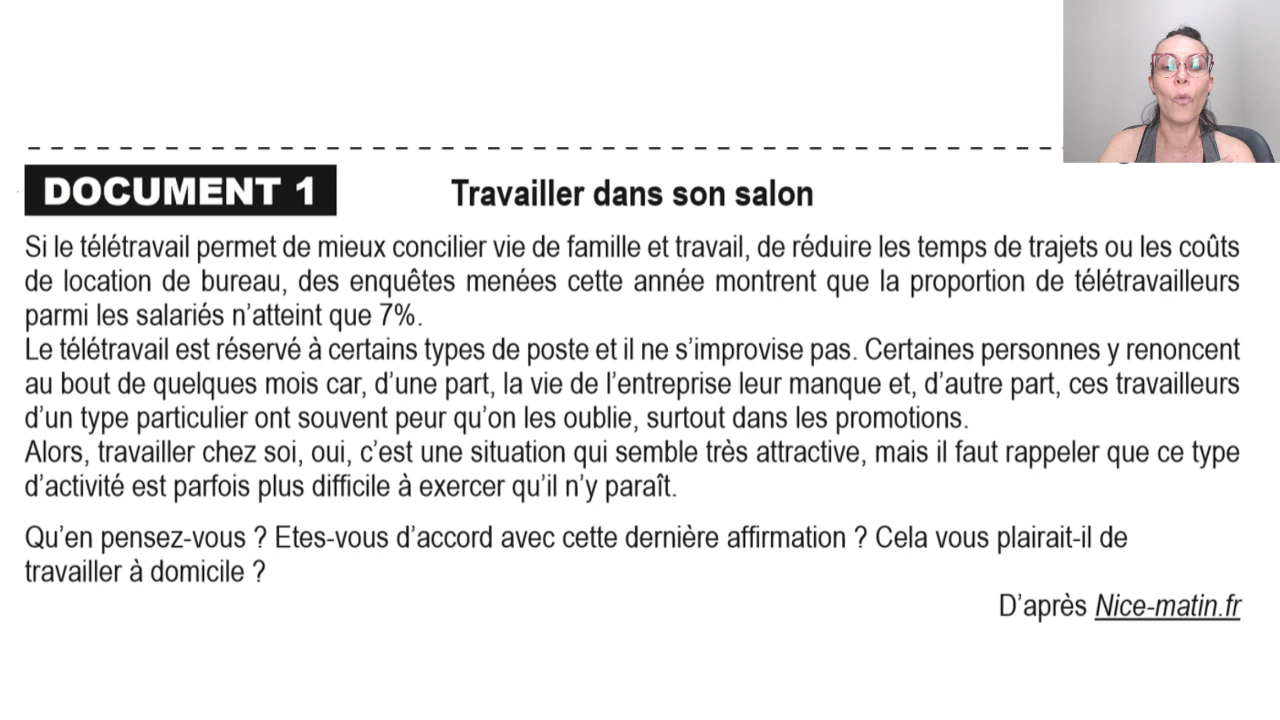 DOCUMENT 1
Travailler dans son salon
Si le télétravail permet de mieux concilier vie de famille et travail, de réduire les temps de trajets ou les coûts
de location de bureau, des enquêtes menées cette année montrent que la proportion de télétravailleurs
parmi les salariés n’atteint que 7%.
Le télétravail est réservé à certains types de poste et il ne s’improvise pas. Certaines personnes y renoncent
au bout de quelques mois car, d’une part, la vie de l’entreprise leur manque et, d’autre part, ces travailleurs
d’un type particulier ont souvent peur qu’on les oublie, surtout dans les promotions.
Alors, travailler chez soi, oui, c’est une situation qui semble très attractive, mais il faut rappeler que ce type
d’activité est parfois plus difficile à exercer qu’il n’y paraît.
Qu’en pensez-vous ? Etes-vous d’accord avec cette dernière affirmation ? Cela vous plairait-il de
travailler à domicile ?
D’après Nice-matin.fr